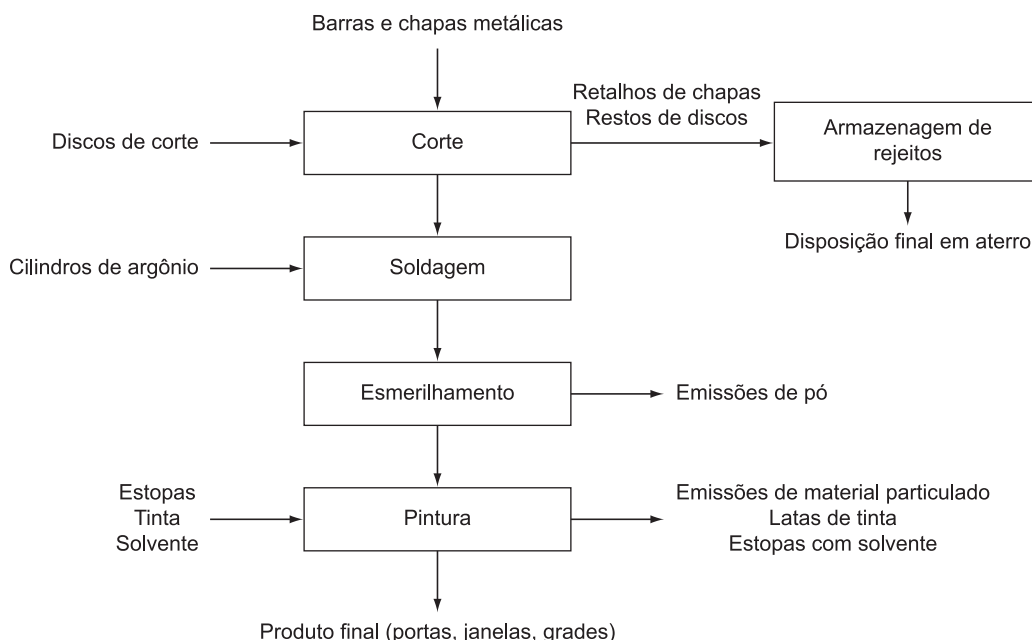 Barras e chapas metálicas
Discos de corte
Corte
Retalhos de chapas
Restos de discos
Armazenagem de
rejeitos
Disposição final em aterro
Cilindros de argônio
Soldagem
Esmerilhamento
Emissões de pó
Estopas
Tinta
Solvente
Pintura
Emissões de material particulado
Latas de tinta
Estopas com solvente
Produto final (portas, janelas, grades)